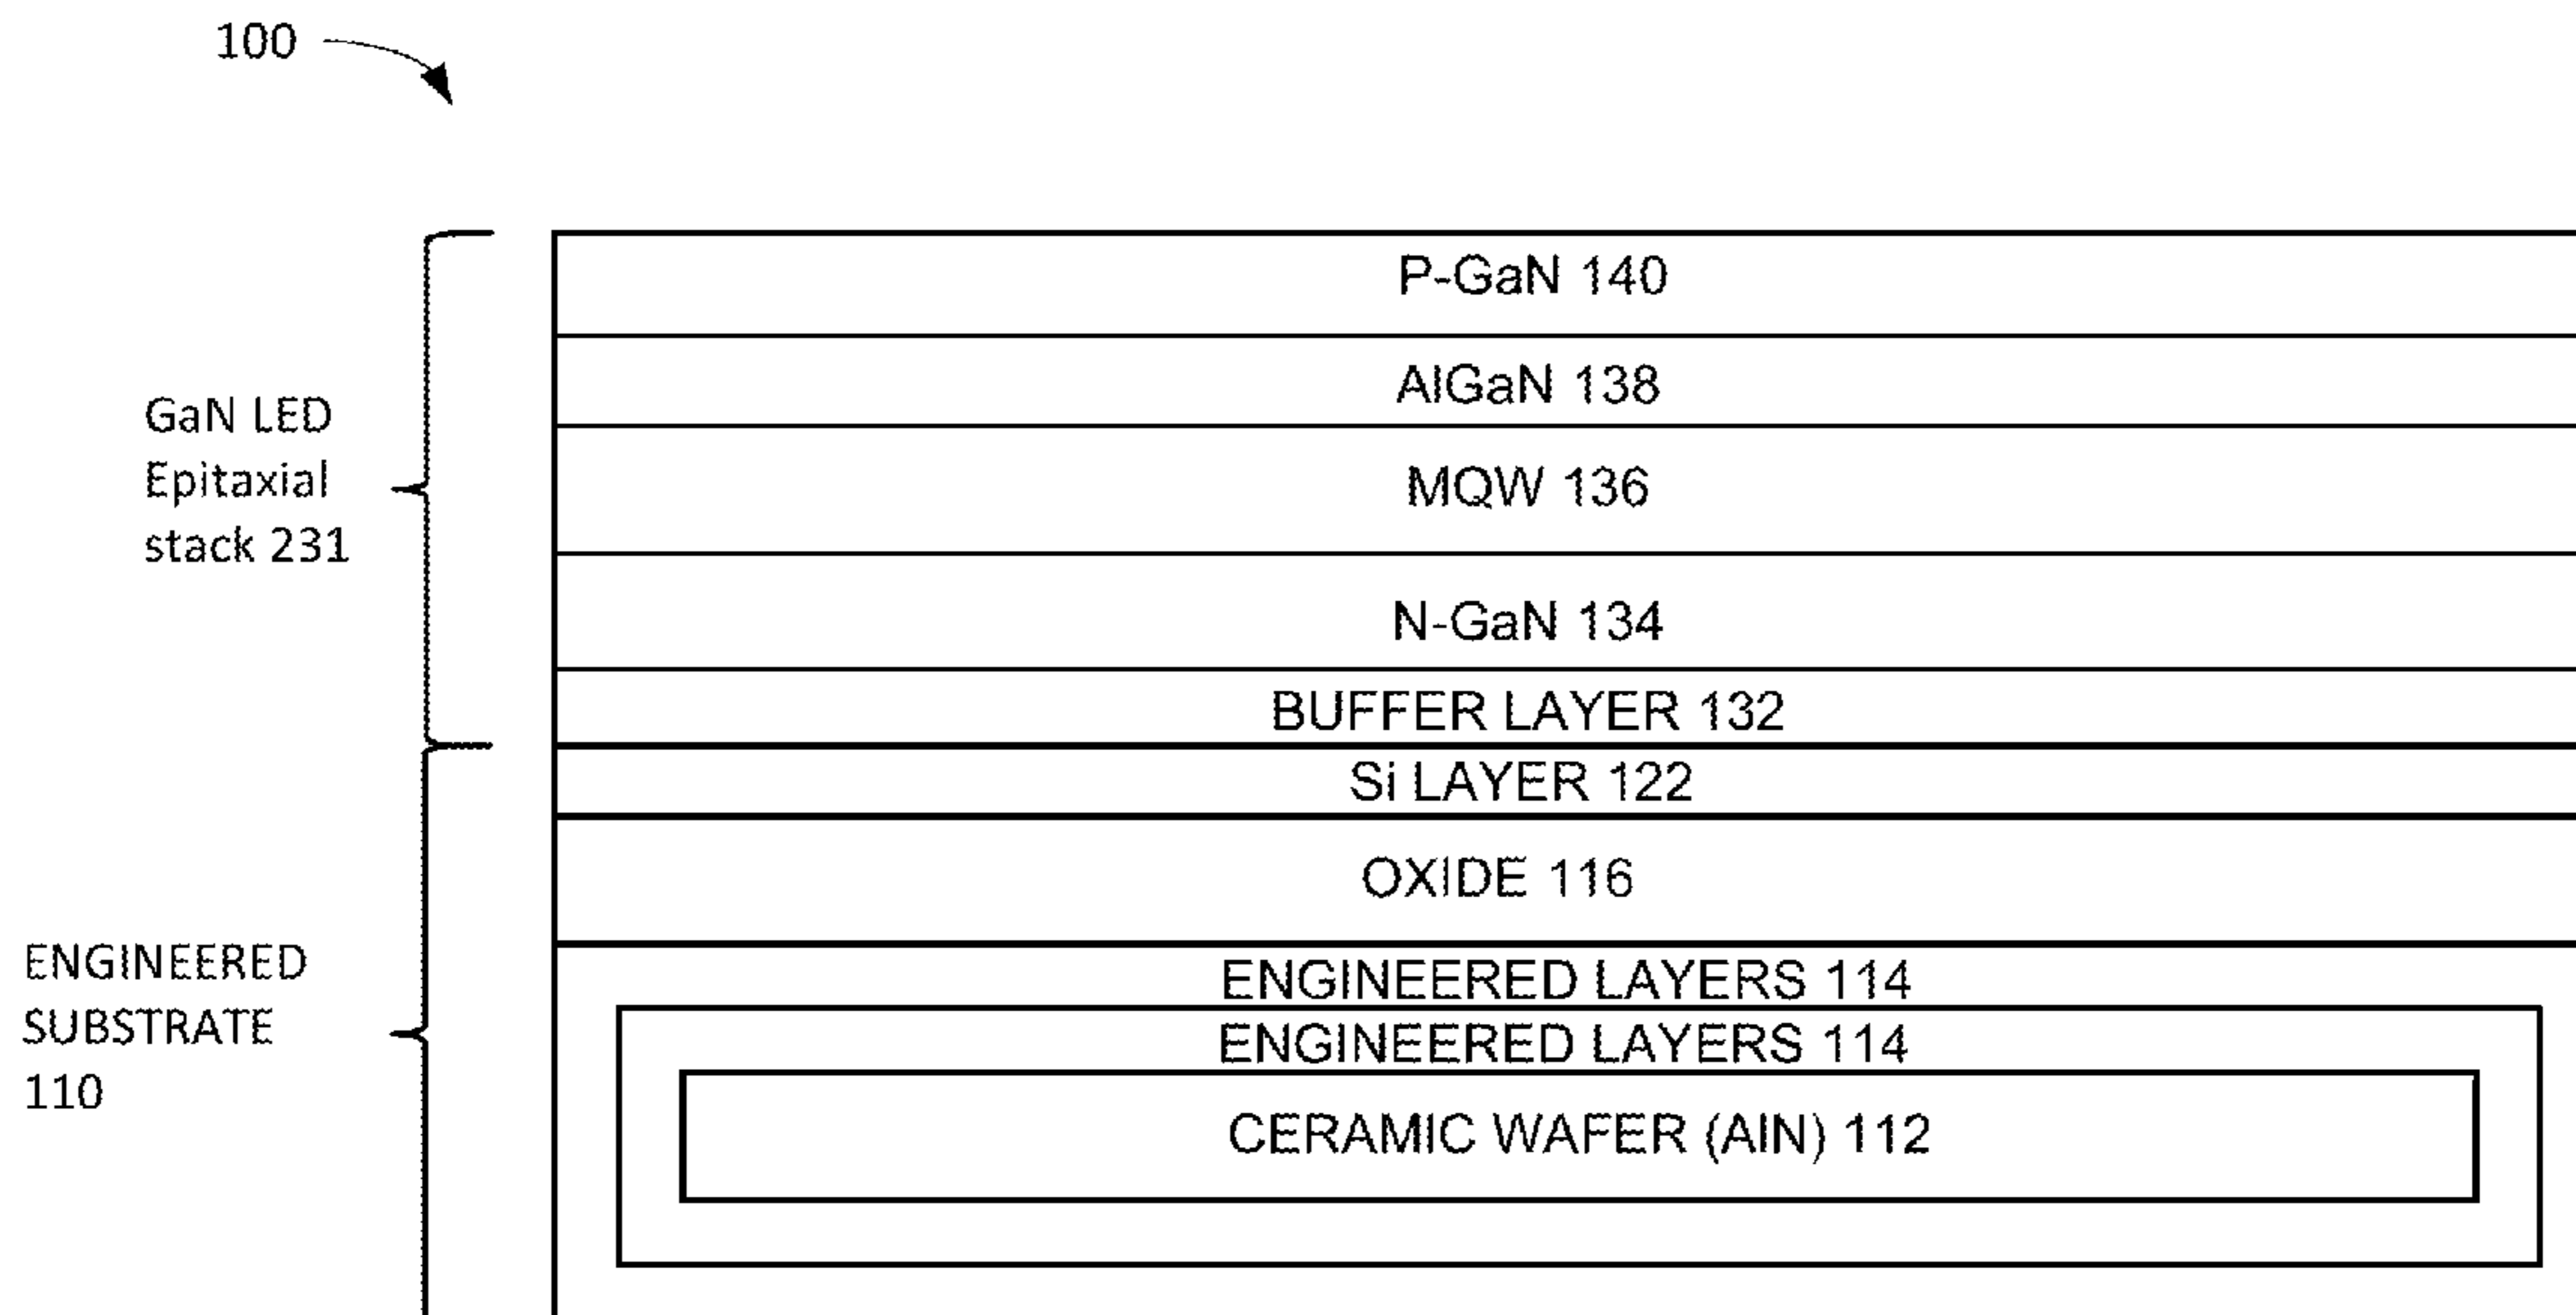 100
P-GaN 140
AlGaN 138
GaN LED
Epitaxial
stack 231
MQW 136
N-GaN 134
BUFFER LAYER 132
Si LAYER 122
OXIDE 116
ENGINEERED
SUBSTRATE
110
ENGINEERED LAYERS 114
ENGINEERED LAYERS 114
CERAMIC WAFER (AlN) 112